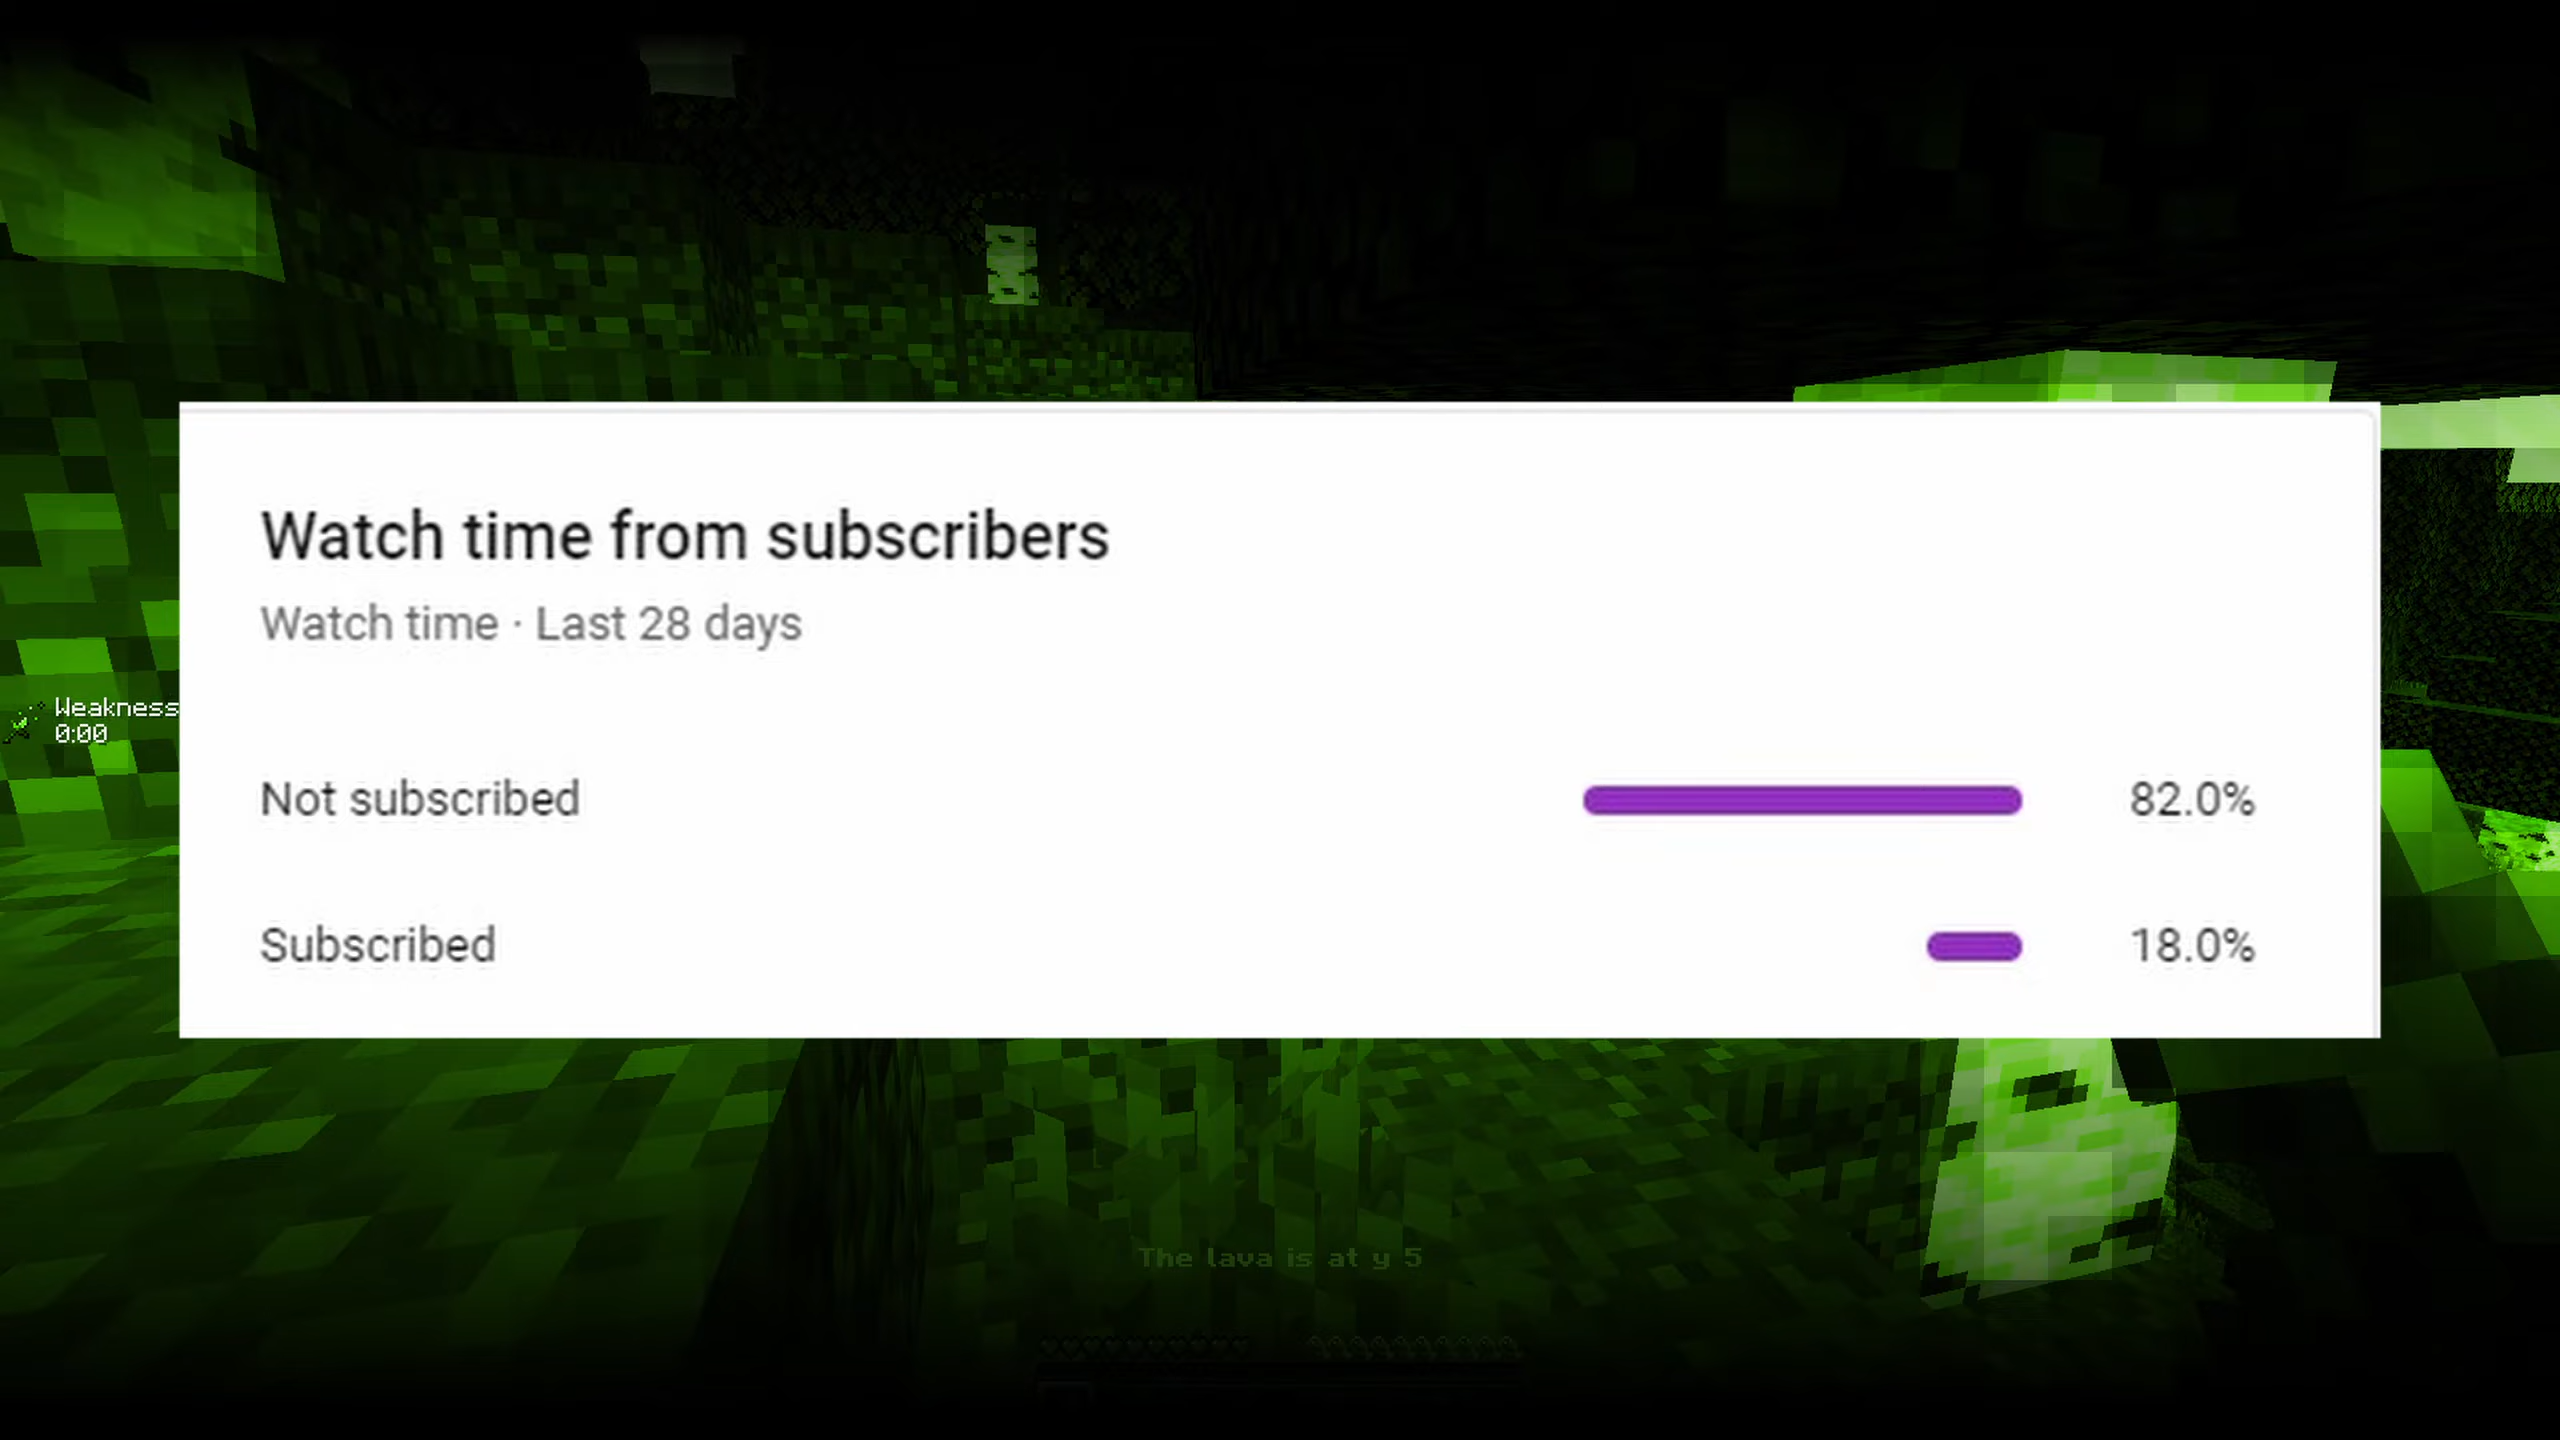 Watch time from subscribers
Watch time · Last 28 days
Weakness
0:00
Not subscribed 82.0%
Subscribed 18.0%
The lava is at y 5